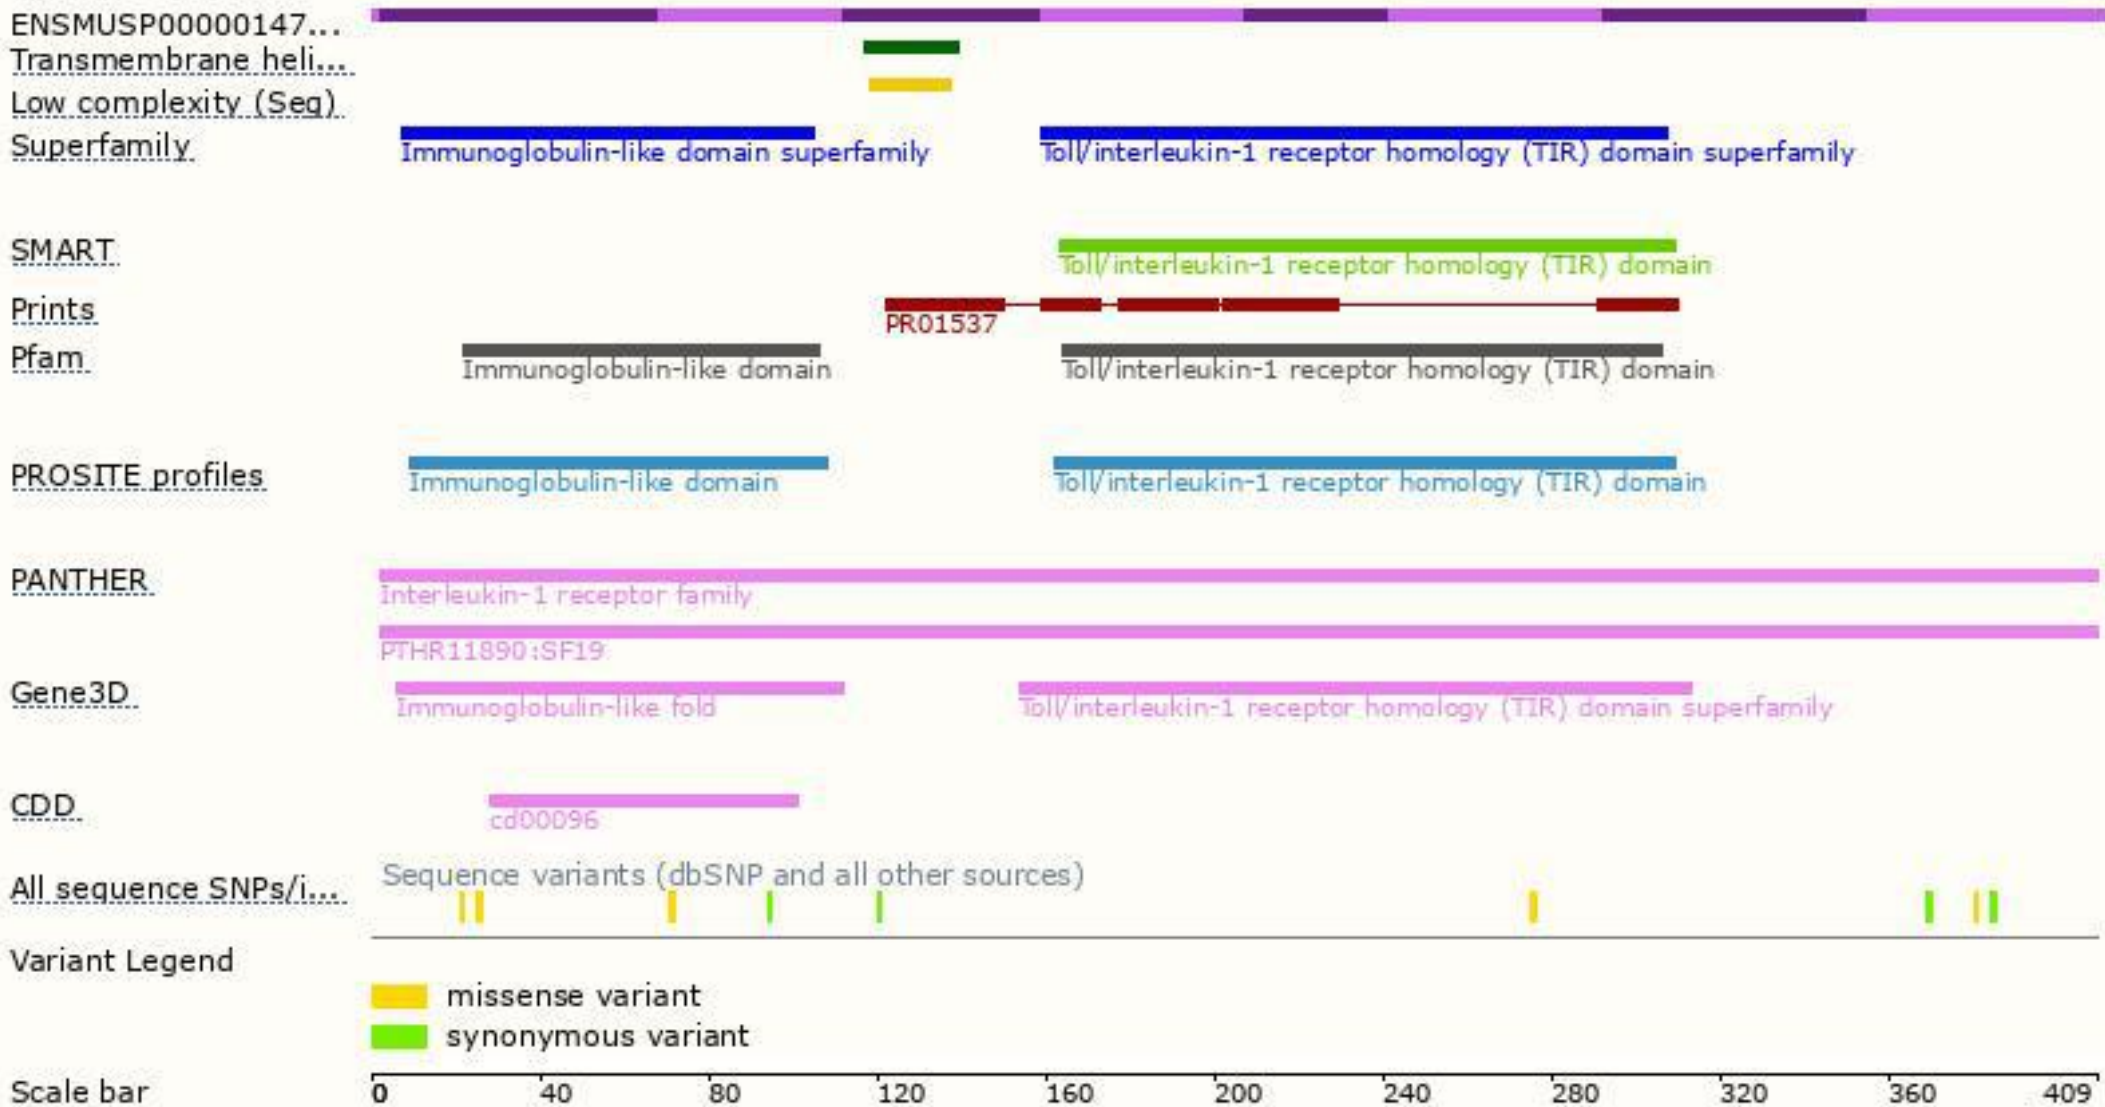 ENSMUSP00000147...
Transmembrane heli...
Low complexity (Seg)
Superfamily
Immunoglobulin-like domain superfamily
Toll/interleukin-1 receptor homology (TIR) domain superfamily
SMART
Toll/interleukin-1 receptor homology (TIR) domain
Prints
PR01537
Pfam
Immunoglobulin-like domain
Toll/interleukin-1 receptor homology (TIR) domain
PROSITE profiles
Immunoglobulin-like domain
Toll/interleukin-1 receptor homology (TIR) domain
PANTHER
Interleukin-1 receptor family
PTHR11890:SF19
Gene3D
Immunoglobulin-like fold
Toll/interleukin-1 receptor homology (TIR) domain superfamily
CDD
cd00096
Sequence variants (dbSNP and all other sources)
All sequence SNPs/i...
Variant Legend
missense variant
synonymous variant
Scale bar 0 40 80 120 160 200 240 280 320 360 409